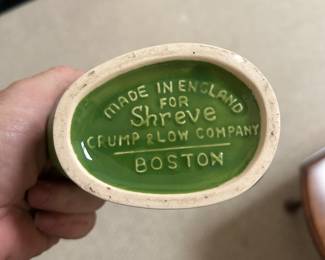 MADE IN ENGLAND
FOR
Shreve
CRUMP & LOW COMPANY
BOSTON